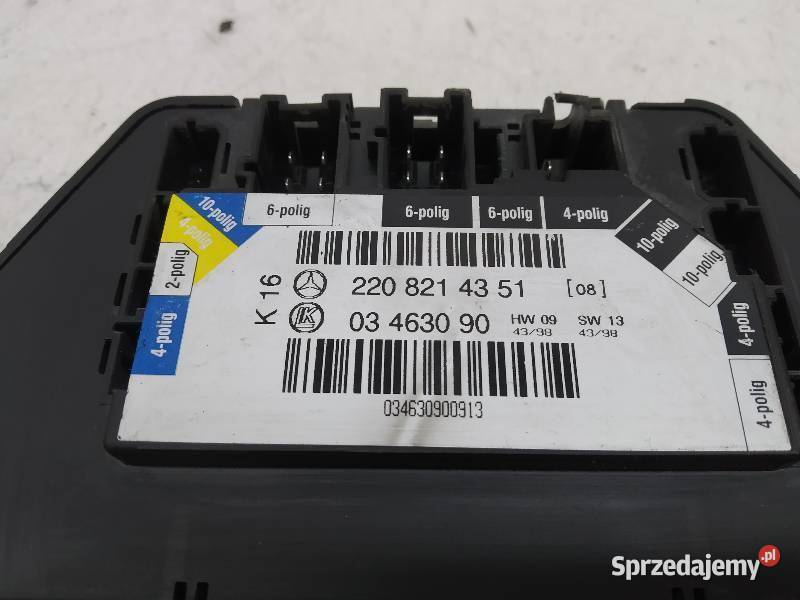 6-polig
6-polig
6-polig
4-polig
10-polig
4-polig
2-polig
4-polig
10-polig
10-polig
4-polig
4-polig
K 16
220 821 43 51 [08]
K
03 463 0 90 HW 09 SW 13
43/98 43/98
034630900913
Sprzedajemy.pl